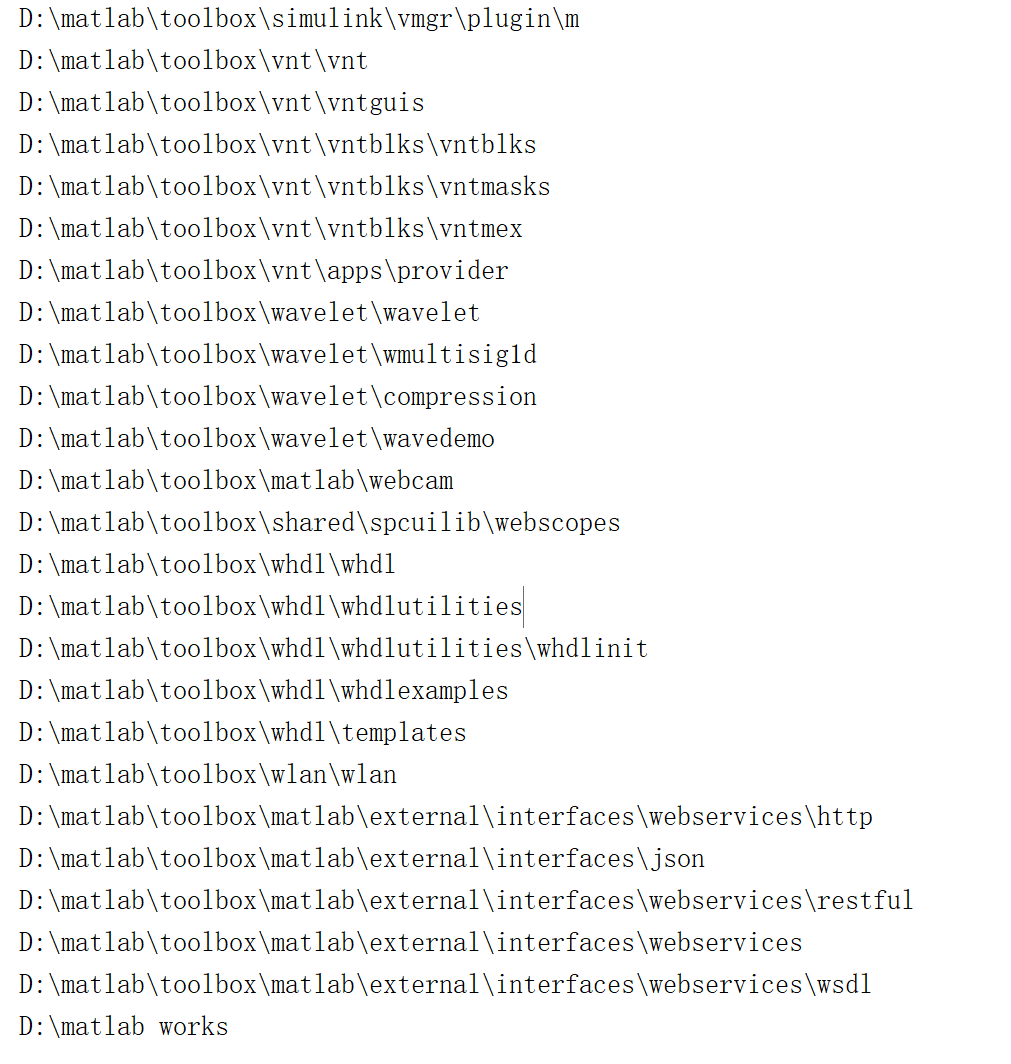 D:\matlab\toolbox\simulink\vmgr\plugin\m
D:\matlab\toolbox\vnt\vnt
D:\matlab\toolbox\vnt\vntguis
D:\matlab\toolbox\vnt\vntblks\vntblks
D:\matlab\toolbox\vnt\vntblks\vntmasks
D:\matlab\toolbox\vnt\vntblks\vntmex
D:\matlab\toolbox\vnt\apps\provider
D:\matlab\toolbox\wavelet\wavelet
D:\matlab\toolbox\wavelet\wmultisig1d
D:\matlab\toolbox\wavelet\compression
D:\matlab\toolbox\wavelet\wavedemo
D:\matlab\toolbox\matlab\webcam
D:\matlab\toolbox\shared\spcuilib\webscopes
D:\matlab\toolbox\whdl\whdl
D:\matlab\toolbox\whdl\whdlutilities
D:\matlab\toolbox\whdl\whdlutilities\whdlinit
D:\matlab\toolbox\whdl\whdlexamples
D:\matlab\toolbox\whdl\templates
D:\matlab\toolbox\wlan\wlan
D:\matlab\toolbox\matlab\external\interfaces\webservices\http
D:\matlab\toolbox\matlab\external\interfaces\json
D:\matlab\toolbox\matlab\external\interfaces\webservices\restful
D:\matlab\toolbox\matlab\external\interfaces\webservices
D:\matlab\toolbox\matlab\external\interfaces\webservices\wsdl
D:\matlab works